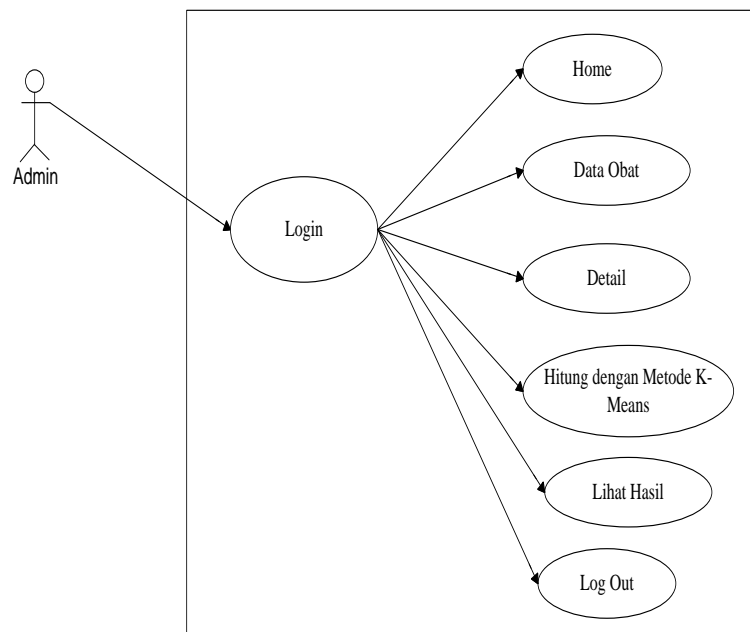 Home
Admin
Data Obat
Login
Detail
Hitung dengan Metode K-
Means
Lihat Hasil
Log Out